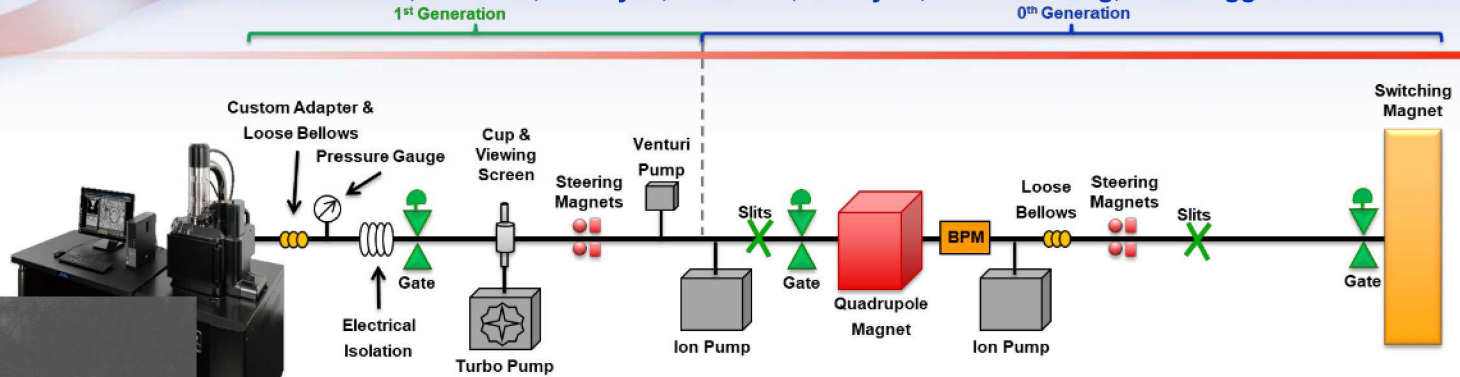 1st Generation
0th Generation
Custom Adapter &
Loose Bellows
Pressure Gauge
Gate
Electrical
Isolation
Cup &
Viewing
Screen
Turbo Pump
Steering
Magnets
Venturi
Pump
Ion Pump
Slits
Gate
Quadrupole
Magnet
BPM
Ion Pump
Loose
Bellows
Steering
Magnets
Slits
Gate
Switching
Magnet